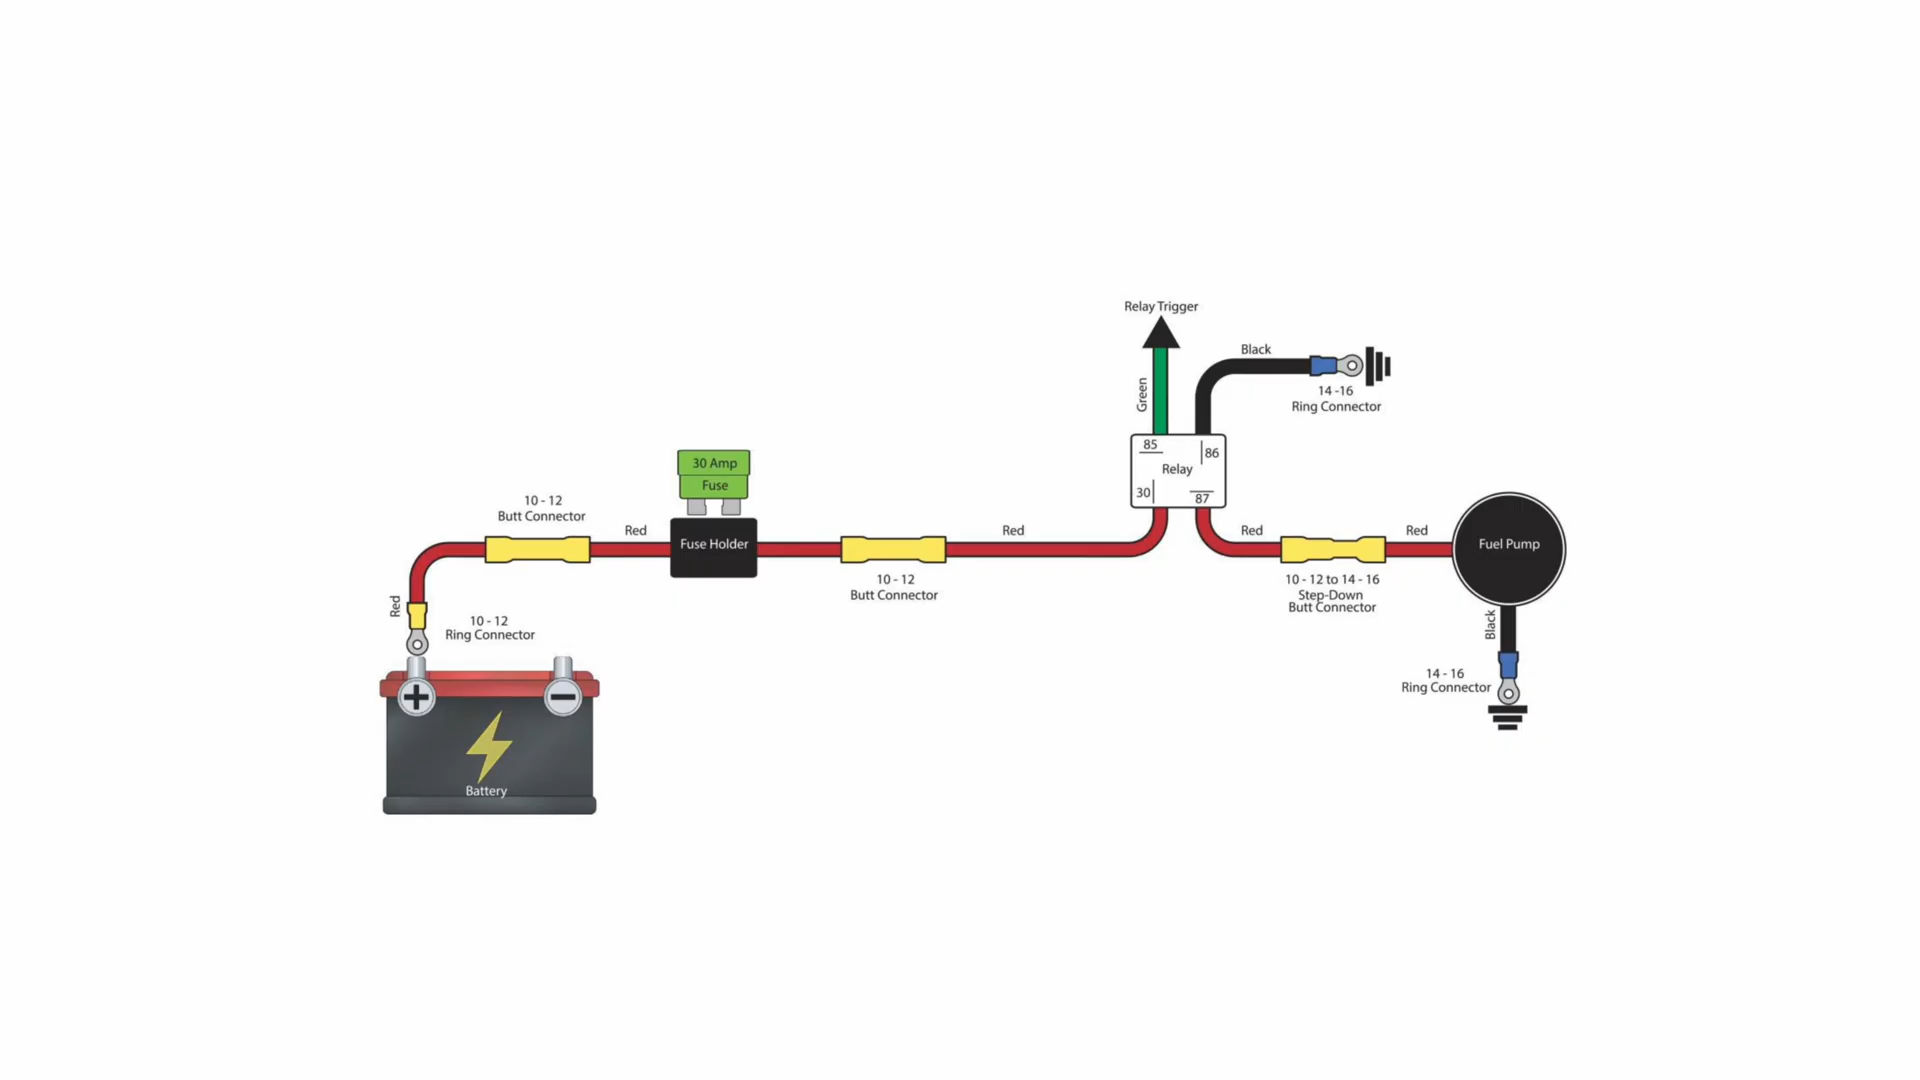 Relay Trigger
Green
Black
14 -16
Ring Connector
85
86
Relay
30
87
30 Amp
Fuse
Fuse Holder
10 - 12
Butt Connector
Red
Red
10 - 12
Butt Connector
Red
Red
10 - 12 to 14 - 16
Step-Down
Butt Connector
Fuel Pump
Black
14 - 16
Ring Connector
Red
10 - 12
Ring Connector
Battery